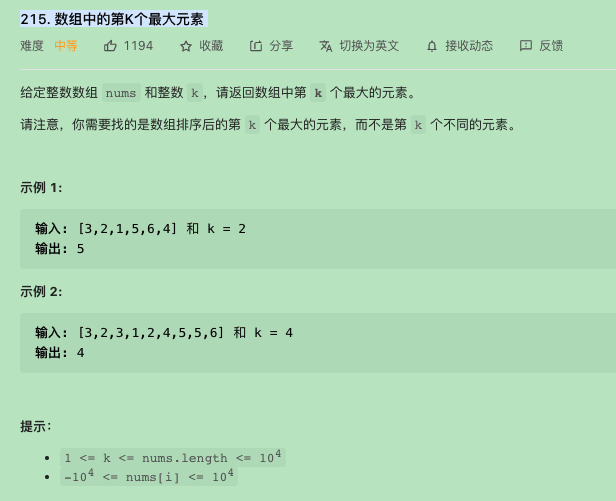 215. 数组中的第K个最大元素
难度 中等 1194 收藏 分享 切换为英文 接收动态 反馈
给定整数数组 nums 和整数 k，请返回数组中第 k 个最大的元素。
请注意，你需要找的是数组排序后的第 k 个最大的元素，而不是第 k 个不同的元素。
示例 1:
输入: [3,2,1,5,6,4] 和 k = 2
输出: 5
示例 2:
输入: [3,2,3,1,2,4,5,5,6] 和 k = 4
输出: 4
提示：
• 1 <= k <= nums.length <= 10⁴
• -10⁴ <= nums[i] <= 10⁴